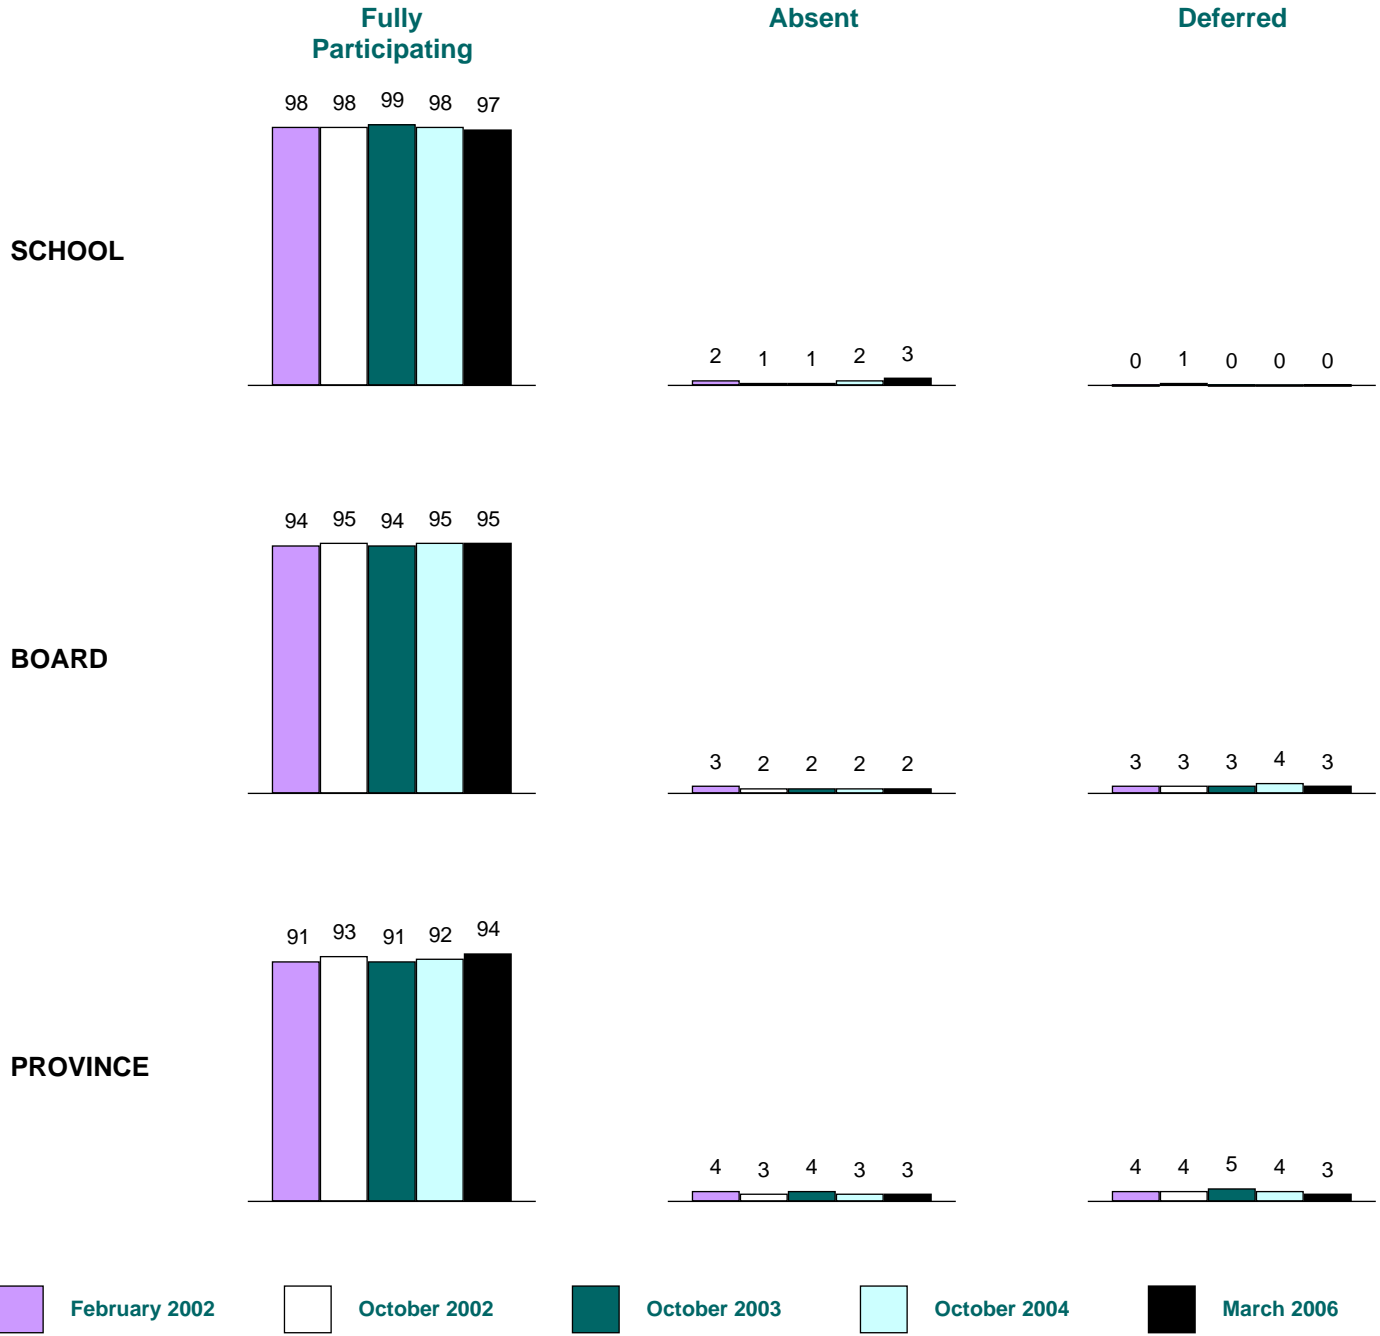 Fully
Participating
Absent
Deferred
98 98 99 98 97
SCHOOL
2 1 1 2 3
0 1 0 0 0
94 95 94 95 95
BOARD
3 2 2 2 2
3 3 3 4 3
91 93 91 92 94
PROVINCE
4 3 4 3 3
4 4 5 4 3
February 2002
October 2002
October 2003
October 2004
March 2006